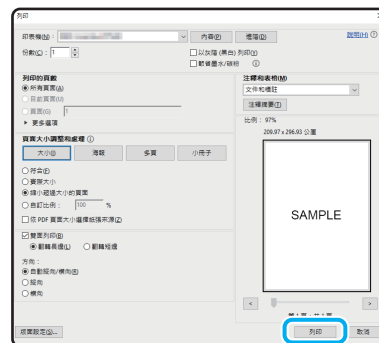 列印
印表機(N)： 內容(P) 進階(D) 說明(H)
份數(C)： 1 以灰階 (黑白) 列印(Y)
節省墨水/碳粉
列印的頁數 註釋和表格(M)
所有頁面(A) 文件和標註
目前頁面(U) 註釋摘要(T)
頁面(G) 1
更多選項 比例： 97%
209.97 x 296.93 公釐
頁面大小調整和處理
大小(I) 海報 多頁 小冊子
符合(F)
實際大小
縮小超過大小的頁面
自訂比例： 100 %
依 PDF 頁面大小選擇紙張來源(Z)
SAMPLE
雙面列印(B)
翻轉長邊(L) 翻轉短邊
方向：
自動縱向/橫向(R)
縱向
橫向
< >
版面設定(S)... 列印 取消